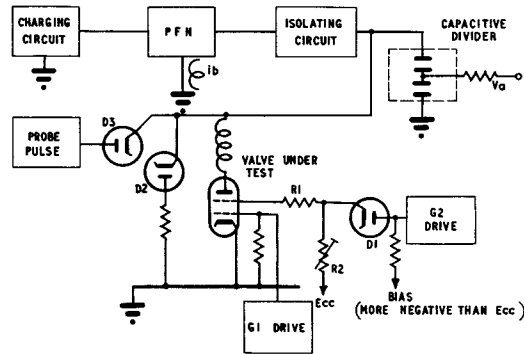 CHARGING
CIRCUIT
PFN
ISOLATING
CIRCUIT
CAPACITIVE
DIVIDER
ib
Va
D3
PROBE
PULSE
D2
VALVE UNDER
TEST
R1
G2
DRIVE
D1
R2
Ecc
BIAS
(MORE NEGATIVE THAN Ecc)
G1 DRIVE